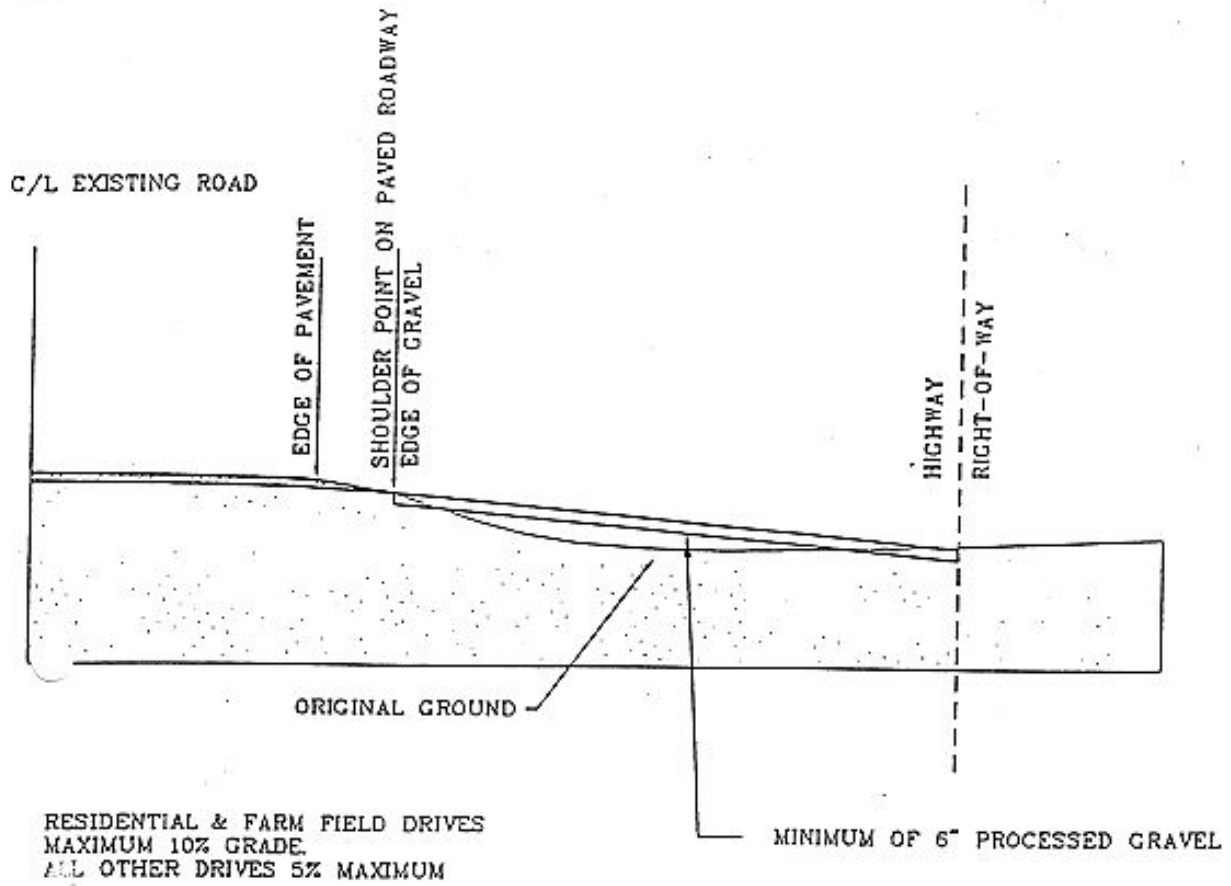 C/L EXISTING ROAD
EDGE OF PAVEMENT
SHOULDER POINT ON PAVED ROADWAY
EDGE OF GRAVEL
HIGHWAY
RIGHT-OF-WAY
ORIGINAL GROUND
MINIMUM OF 6" PROCESSED GRAVEL
RESIDENTIAL & FARM FIELD DRIVES
MAXIMUM 10% GRADE.
ALL OTHER DRIVES 5% MAXIMUM